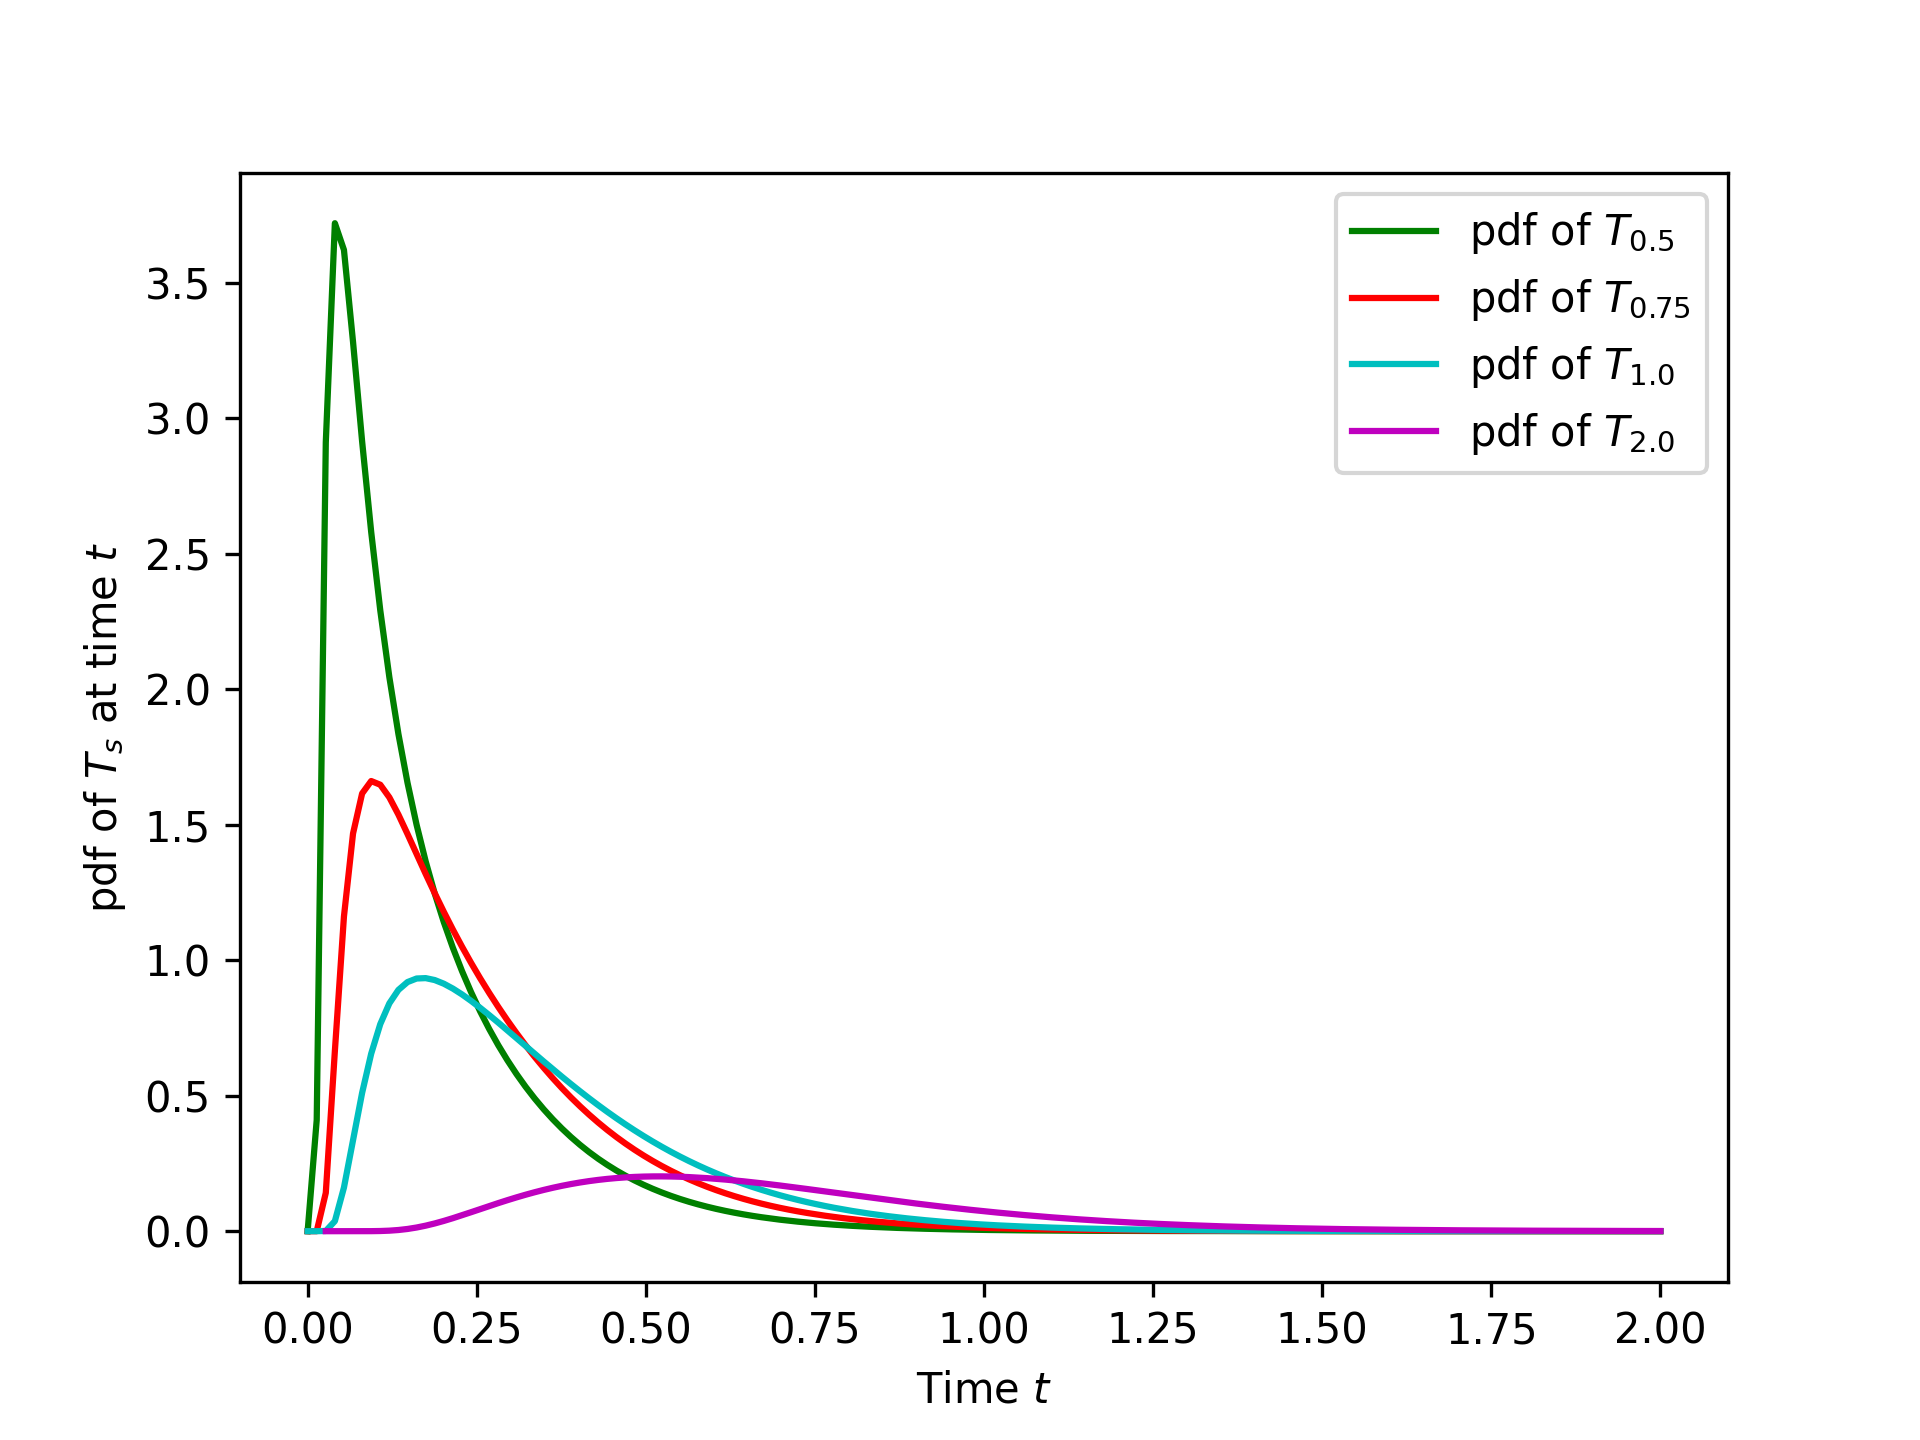 pdf of T₀.₅
pdf of T₀.₇₅
pdf of T₁.₀
pdf of T₂.₀
pdf of Tₛ at time t
3.5
3.0
2.5
2.0
1.5
1.0
0.5
0.0
0.00 0.25 0.50 0.75 1.00 1.25 1.50 1.75 2.00
Time t